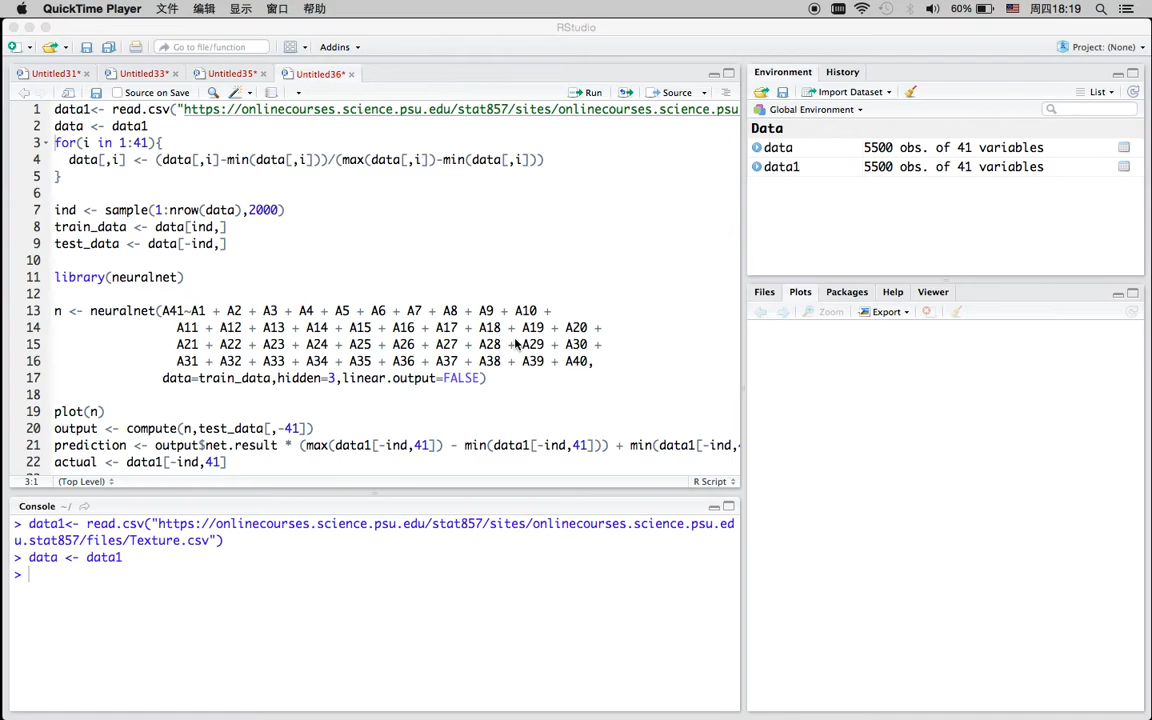 QuickTime Player 文件 编辑 显示 窗口 帮助 60% 周四18:19
RStudio
Go to file/function Addins Project: (None)
Untitled31* Untitled33* Untitled35* Untitled36*
Source on Save Run Source
1 data1<- read.csv("https://onlinecourses.science.psu.edu/stat857/sites/onlinecourses.science.psu
2 data <- data1
3 for(i in 1:41){
4 data[,i] <- (data[,i]-min(data[,i]))/(max(data[,i])-min(data[,i]))
5 }
6
7 ind <- sample(1:nrow(data),2000)
8 train_data <- data[ind,]
9 test_data <- data[-ind,]
10
11 library(neuralnet)
12
13 n <- neuralnet(A41~A1 + A2 + A3 + A4 + A5 + A6 + A7 + A8 + A9 + A10 +
14 A11 + A12 + A13 + A14 + A15 + A16 + A17 + A18 + A19 + A20 +
15 A21 + A22 + A23 + A24 + A25 + A26 + A27 + A28 + A29 + A30 +
16 A31 + A32 + A33 + A34 + A35 + A36 + A37 + A38 + A39 + A40,
17 data=train_data,hidden=3,linear.output=FALSE)
18
19 plot(n)
20 output <- compute(n,test_data[,-41])
21 prediction <- output$net.result * (max(data1[-ind,41]) - min(data1[-ind,41])) + min(data1[-ind,
22 actual <- data1[-ind,41]
3:1 (Top Level) R Script
Console ~/
> data1<- read.csv("https://onlinecourses.science.psu.edu/stat857/sites/onlinecourses.science.psu.ed
u.stat857/files/Texture.csv")
> data <- data1
>
Environment History
Import Dataset List
Global Environment
Data
data 5500 obs. of 41 variables
data1 5500 obs. of 41 variables
Files Plots Packages Help Viewer
Zoom Export